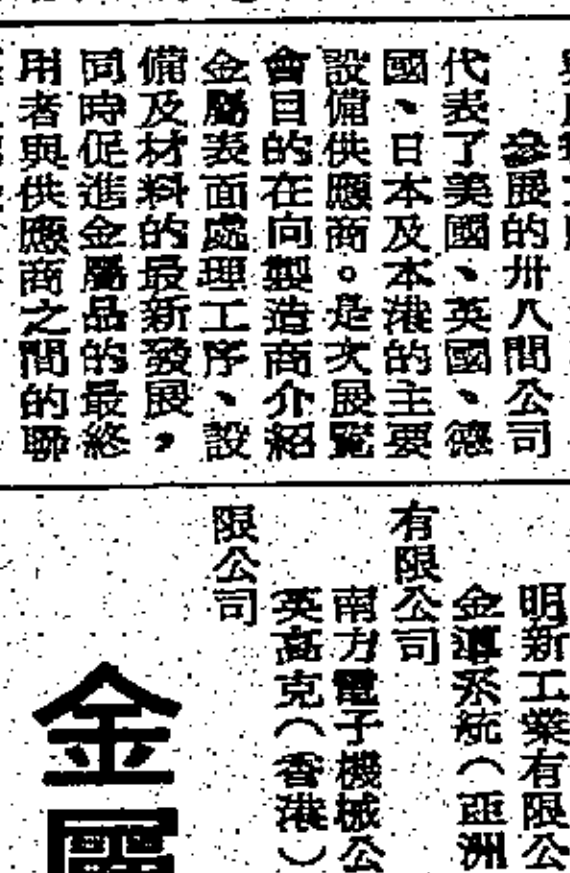 參展的卅八間公司
代表了美國、英國、德
國、日本及本港的主要
設備供應商。是次展覽
會目的在向製造商介紹
金屬表面處理工序、設
備及材料的最新發展,
同時促進金屬品的最終
用者與供應商之間的聯
明新工業有限公
金導系統(亞洲
有限公司
南方電子機械公
英高克(香港)
限公司
金屬